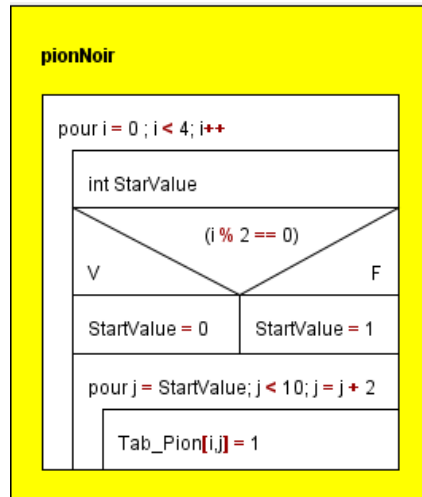 pionNoir
pour i = 0 ; i < 4; i++
int StarValue
(i % 2 == 0)
V F
StartValue = 0 StartValue = 1
pour j = StartValue; j < 10; j = j + 2
Tab_Pion[i,j] = 1